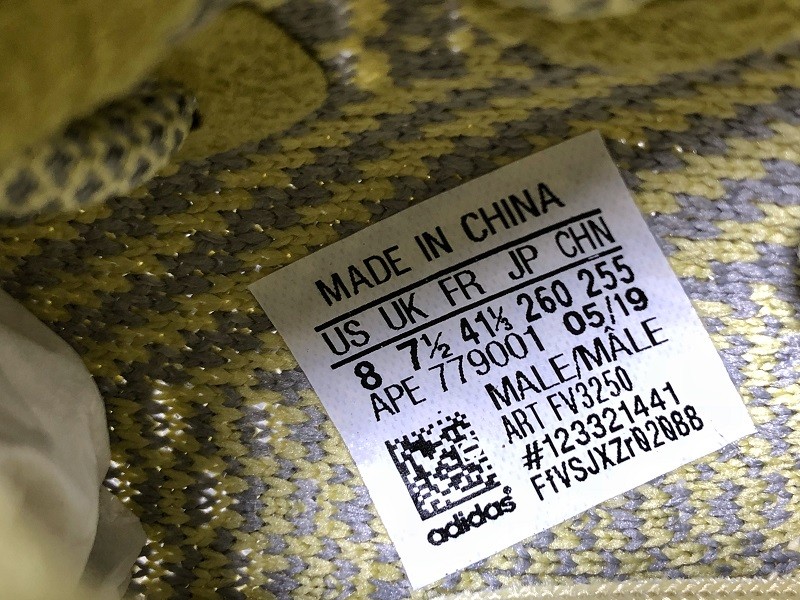 MADE IN CHINA
US UK FR JP CHN
8 7½ 41⅓ 260 255
APE 779001 05/19
MALE/MÂLE
ART FV3250
#123321441
FfVSJXZrQ2088
adidas®